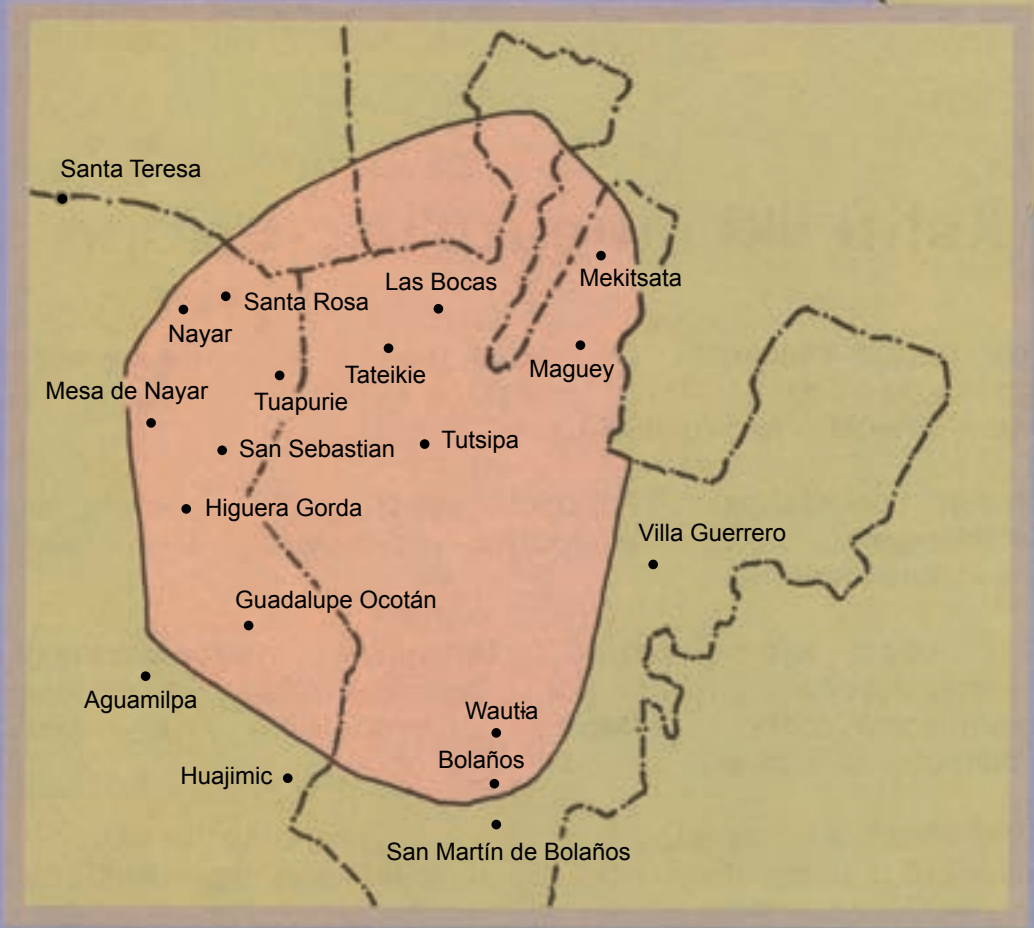 Santa Teresa
Las Bocas
Mekitsata
Santa Rosa
Nayar
Tateikie
Maguey
Mesa de Nayar
Tuapurie
San Sebastian
Tutsipa
Higuera Gorda
Villa Guerrero
Guadalupe Ocotán
Aguamilpa
Wautɨa
Bolaños
Huajimic
San Martín de Bolaños